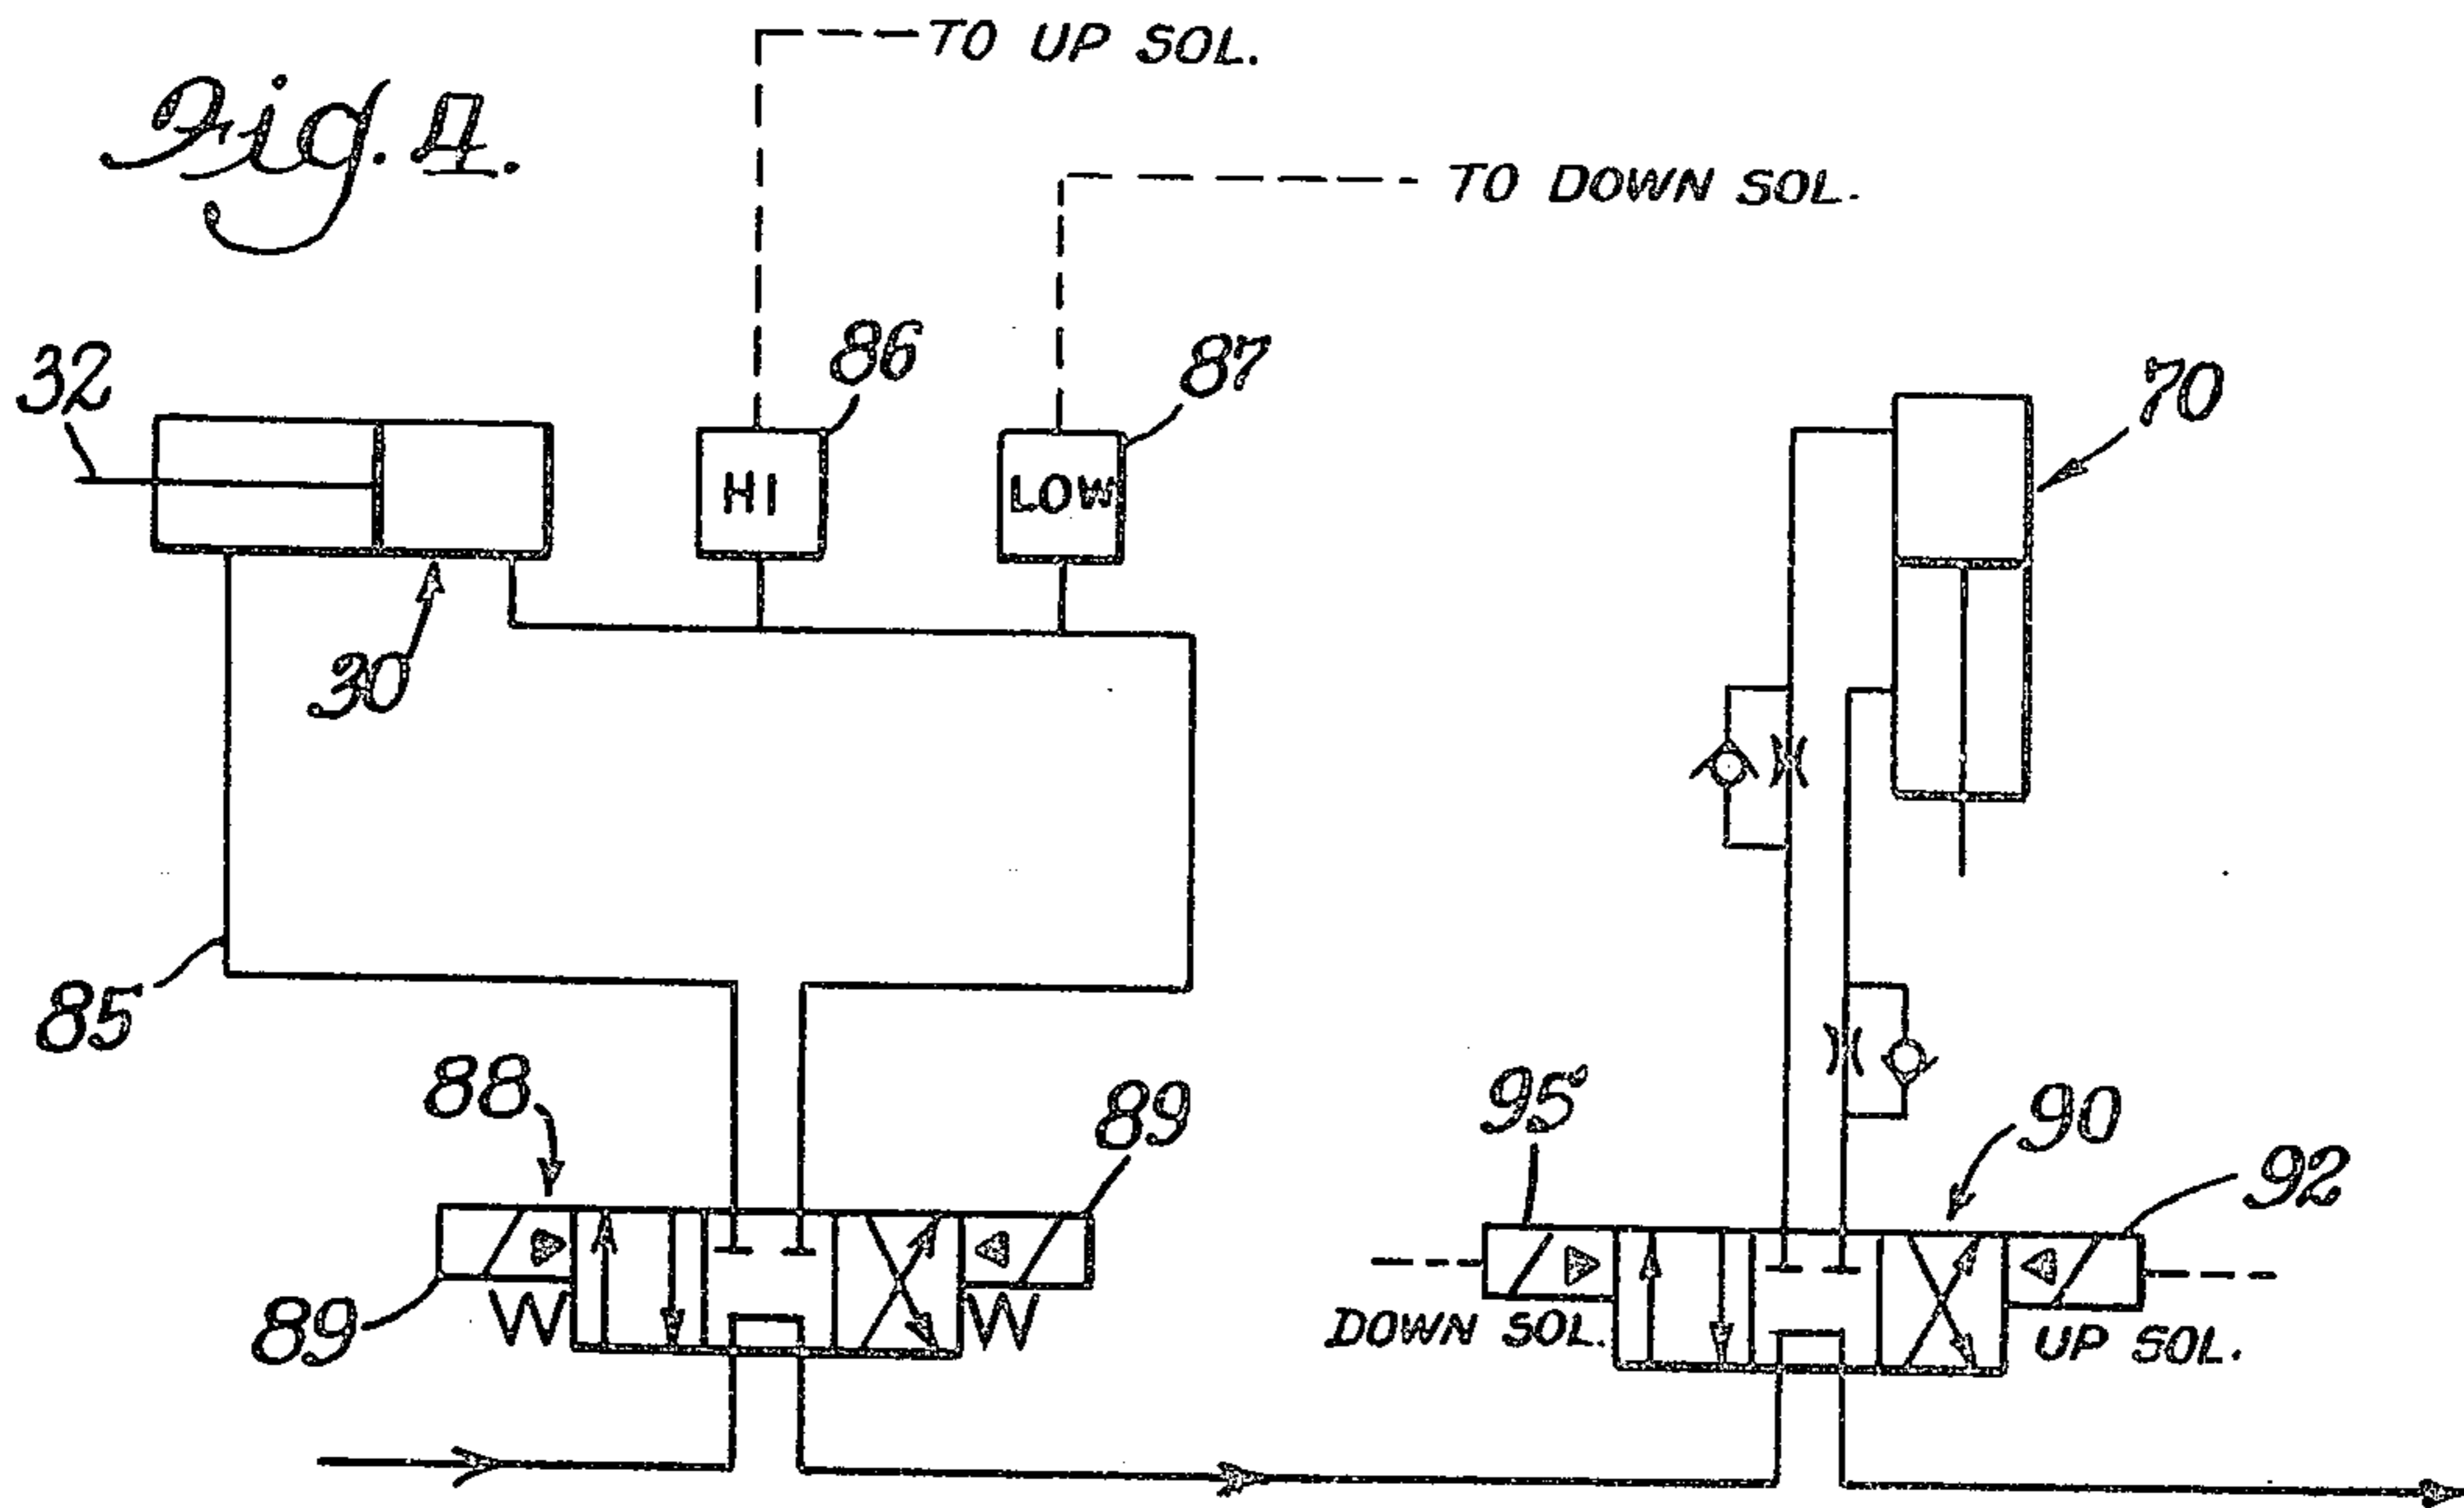 Fig. 4.
TO UP SOL.
TO DOWN SOL.
32
86
87
70
HI
LOW
30
85
88
89
95
90
92
89
DOWN SOL.
UP SOL.